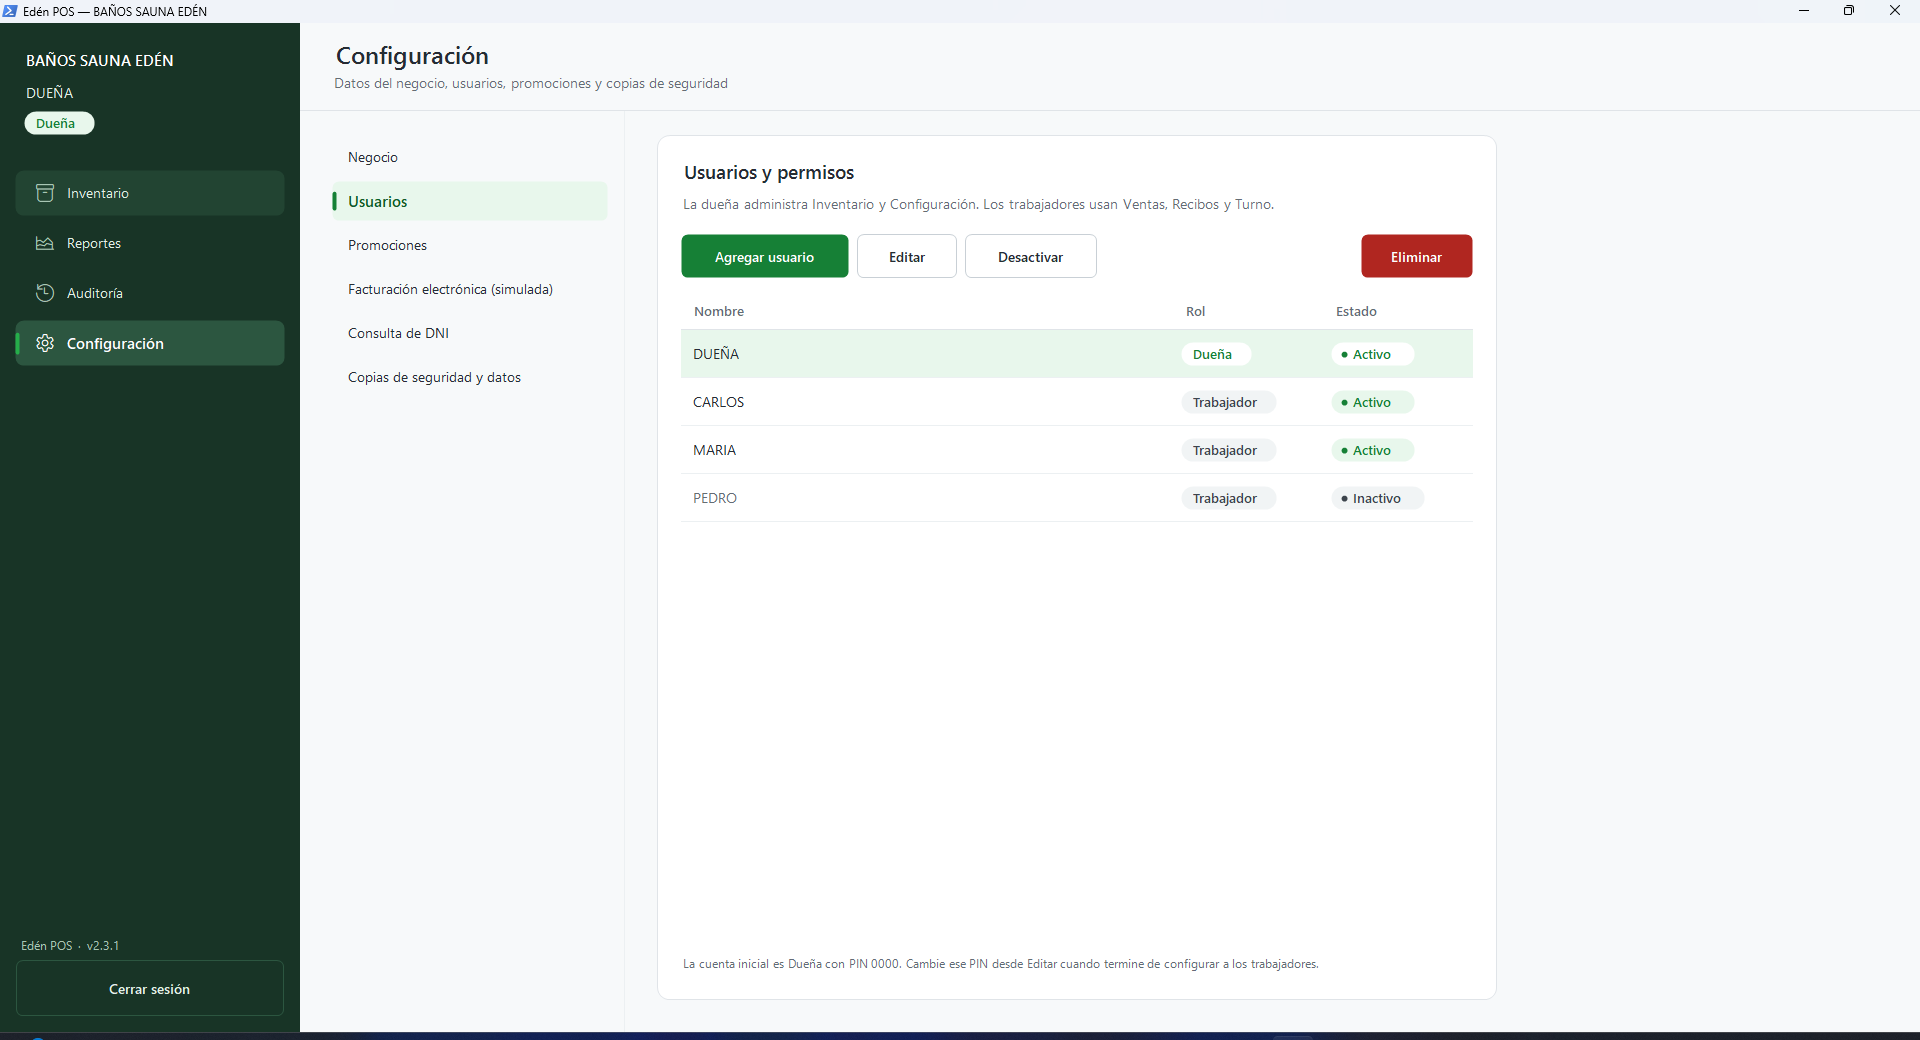 Edén POS — BAÑOS SAUNA EDÉN
BAÑOS SAUNA EDÉN
DUEÑA
Dueña
Inventario
Reportes
Auditoría
Configuración
Edén POS · v2.3.1
Cerrar sesión
Configuración
Datos del negocio, usuarios, promociones y copias de seguridad
Negocio
Usuarios
Promociones
Facturación electrónica (simulada)
Consulta de DNI
Copias de seguridad y datos
Usuarios y permisos
La dueña administra Inventario y Configuración. Los trabajadores usan Ventas, Recibos y Turno.
Agregar usuario Editar Desactivar Eliminar
Nombre Rol Estado
DUEÑA Dueña Activo
CARLOS Trabajador Activo
MARIA Trabajador Activo
PEDRO Trabajador Inactivo
La cuenta inicial es Dueña con PIN 0000. Cambie ese PIN desde Editar cuando termine de configurar a los trabajadores.